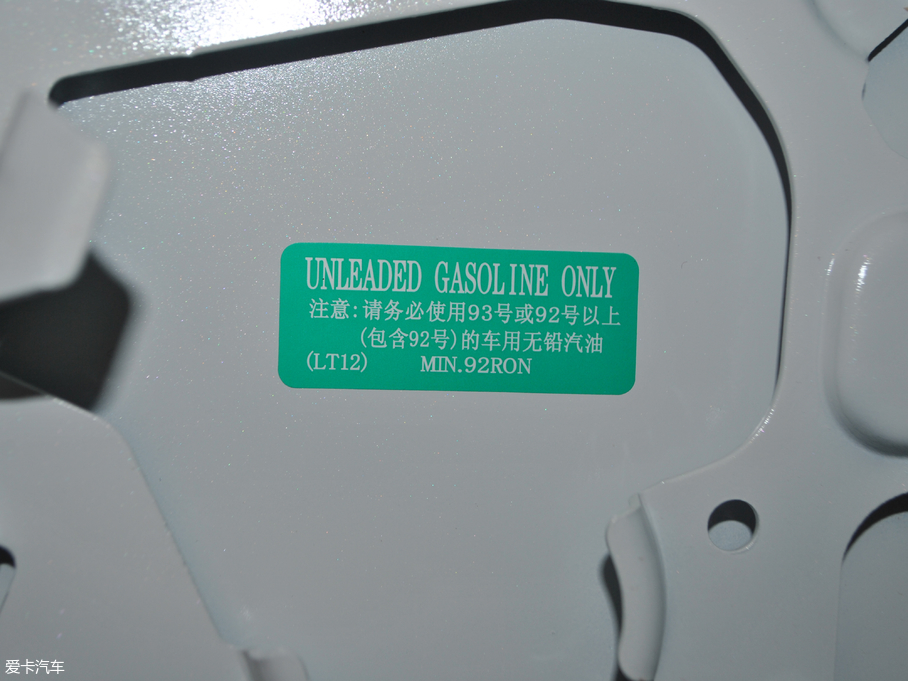 UNLEADED GASOLINE ONLY
注意:请务必使用93号或92号以上
(包含92号)的车用无铅汽油
(LT12) MIN.92RON
爱卡汽车